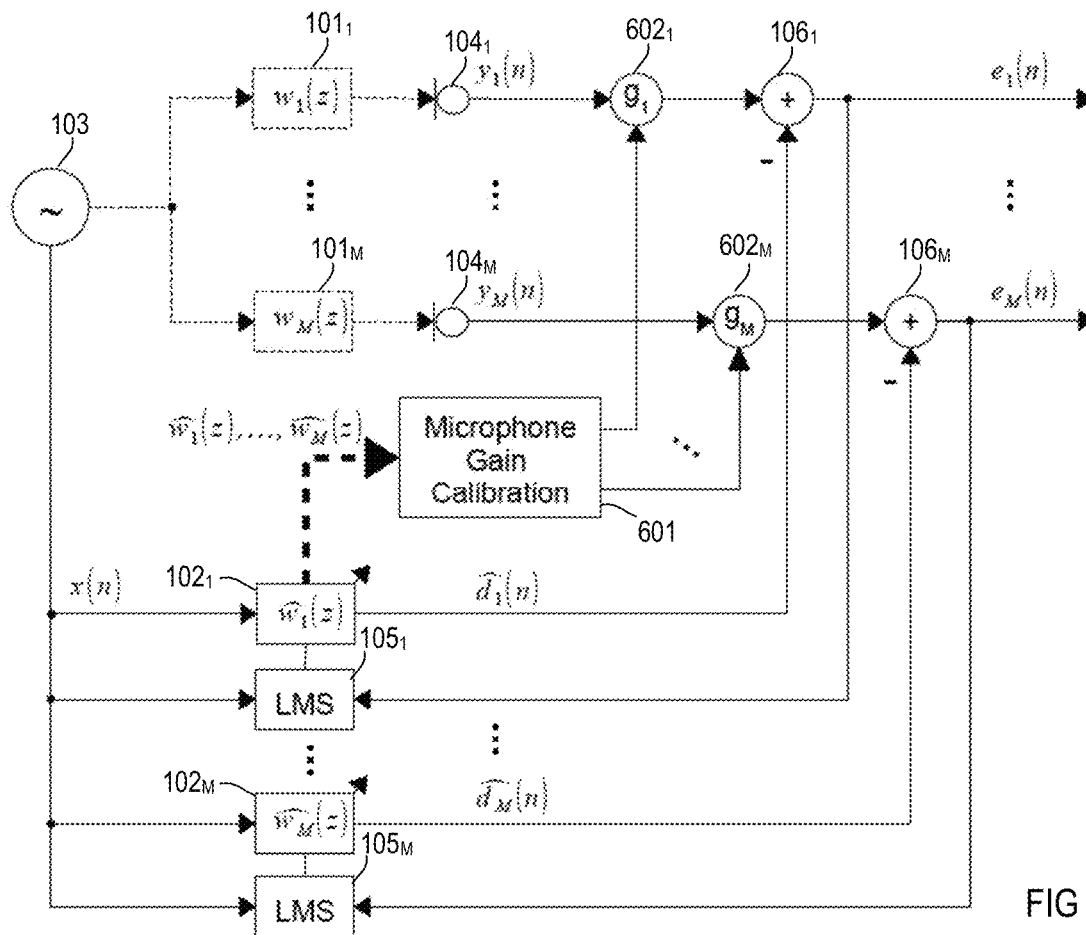 101₁
104₁
y₁(n)
602₁
106₁
e₁(n)
w₁(z)
g₁
+
103
~
-
101ₘ
104ₘ
yₘ(n)
602ₘ
106ₘ
eₘ(n)
wₘ(z)
gₘ
+
-
ŵ₁(z),...., ŵₘ(z)
Microphone
Gain
Calibration
601
x(n)
102₁
d̂₁(n)
ŵ₁(z)
105₁
LMS
102ₘ
d̂ₘ(n)
ŵₘ(z)
105ₘ
LMS
FIG